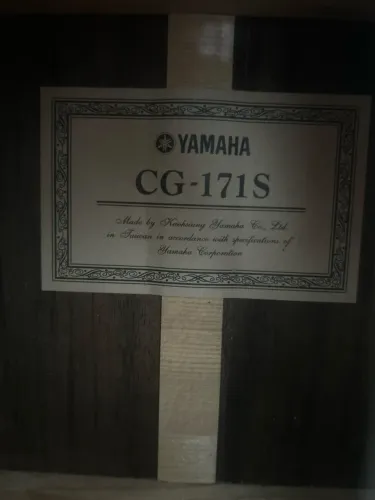 YAMAHA
CG-171S
Made by Kaohsiung Yamaha Co., Ltd.
in Taiwan in accordance with specifications of
Yamaha Corporation